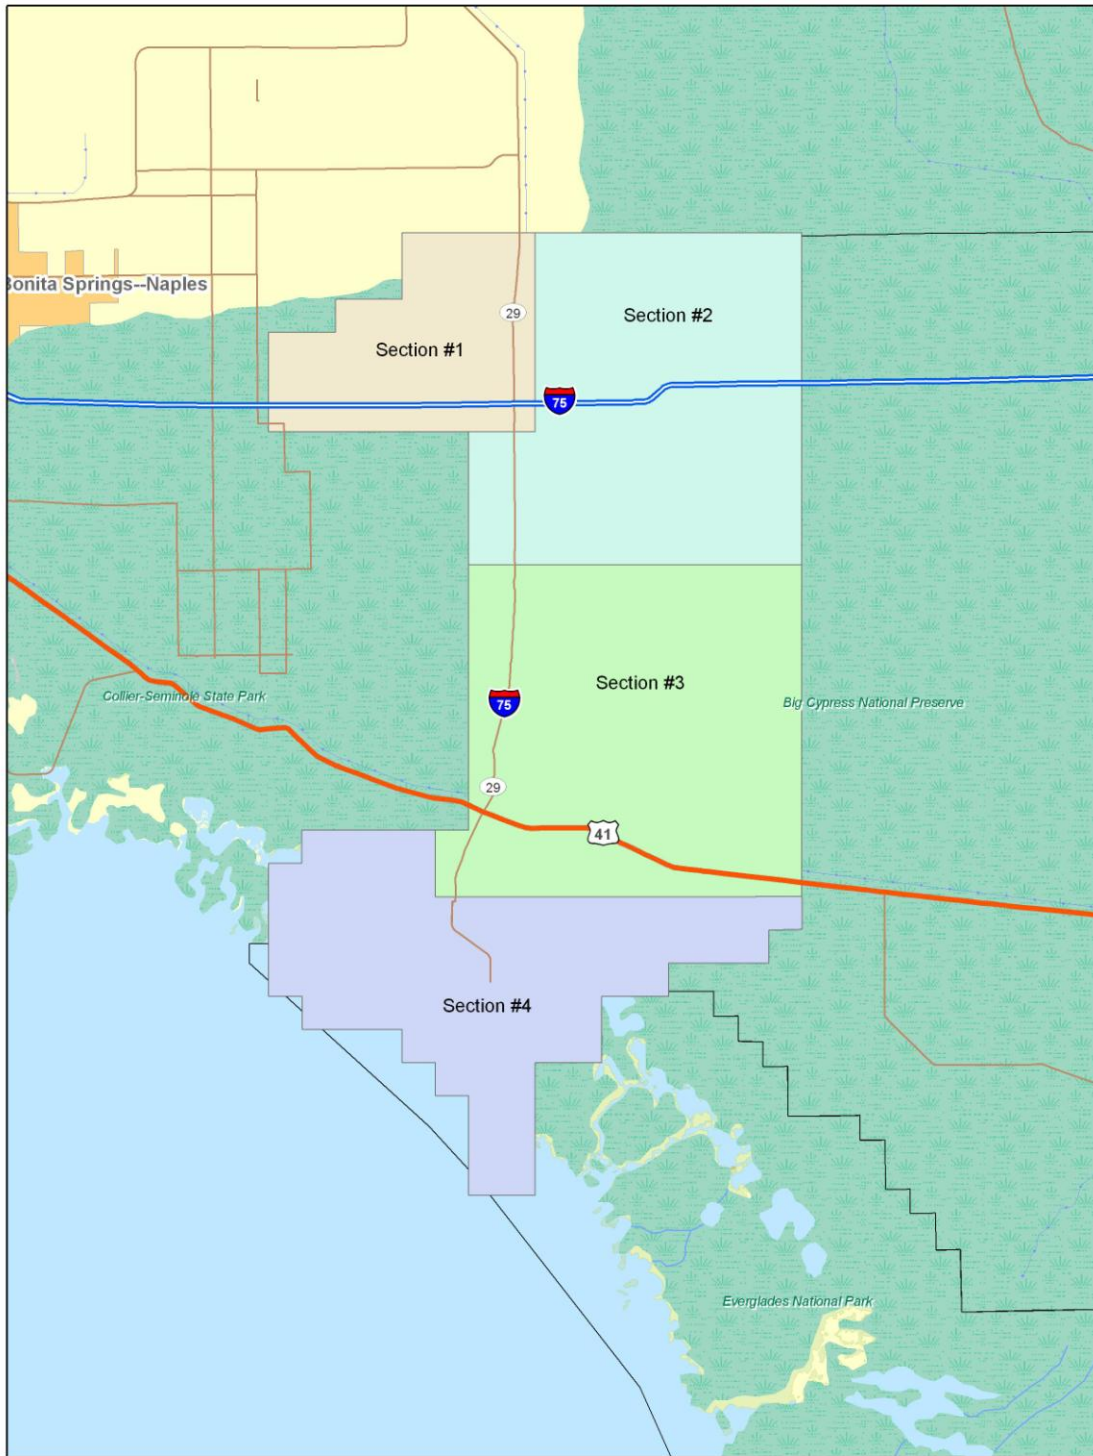 Bonita Springs--Naples
29
Section #2
Section #1
75
Section #3
Collier-Seminole State Park
75
Big Cypress National Preserve
29
41
Section #4
Everglades National Park